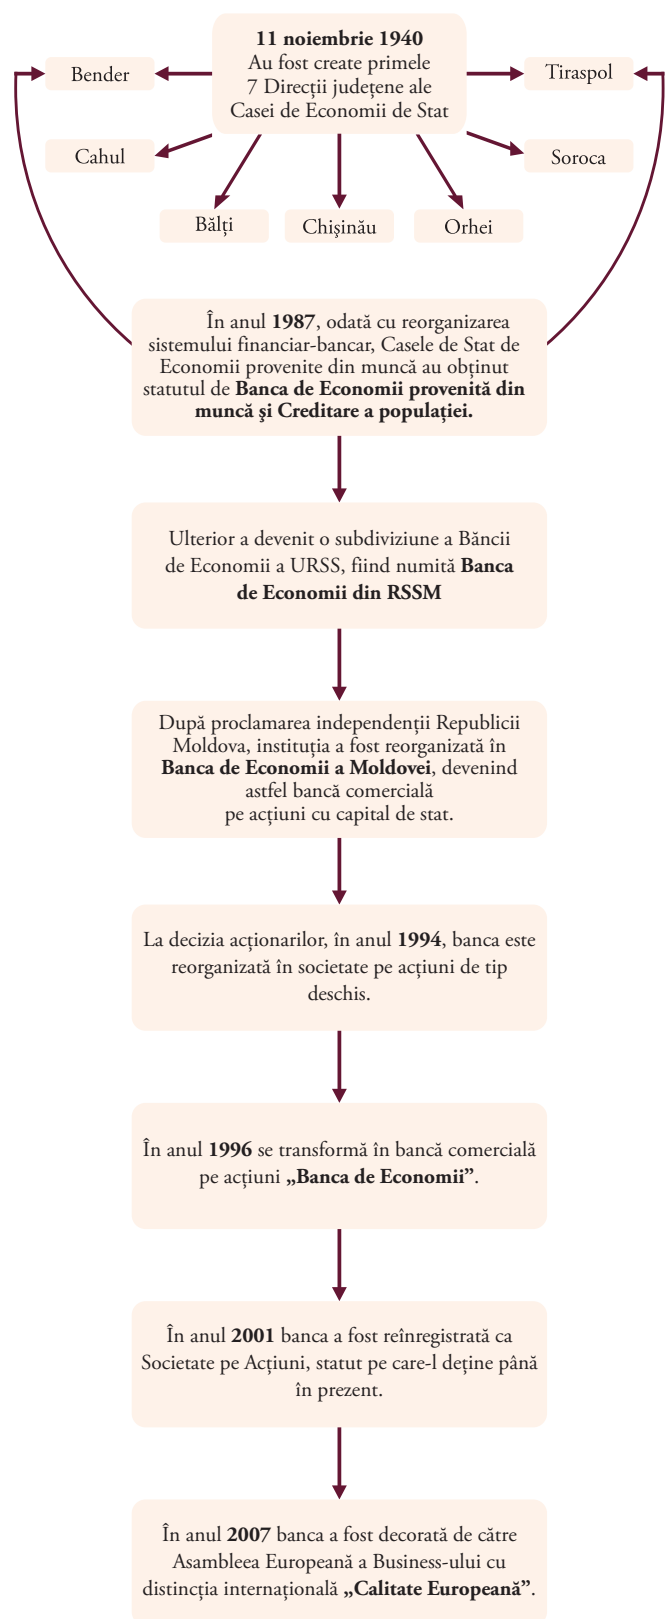 11 noiembrie 1940
Au fost create primele
7 Direcții județene ale
Casei de Economii de Stat
Bender
Tiraspol
Cahul
Soroca
Bălți
Chişinău
Orhei
În anul 1987, odată cu reorganizarea
sistemului financiar-bancar, Casele de Stat de
Economii provenite din muncă au obținut
statutul de Banca de Economii provenită din
muncă şi Creditare a populației.
Ulterior a devenit o subdiviziune a Băncii
de Economii a URSS, fiind numită Banca
de Economii din RSSM
După proclamarea independenții Republicii
Moldova, instituția a fost reorganizată în
Banca de Economii a Moldovei, devenind
astfel bancă comercială
pe acțiuni cu capital de stat.
La decizia acționarilor, în anul 1994, banca este
reorganizată în societate pe acțiuni de tip
deschis.
În anul 1996 se transformă în bancă comercială
pe acțiuni „Banca de Economii”.
În anul 2001 banca a fost reînregistrată ca
Societate pe Acțiuni, statut pe care-l deține până
în prezent.
În anul 2007 banca a fost decorată de către
Asambleea Europeană a Business-ului cu
distincția internațională „Calitate Europeană”.